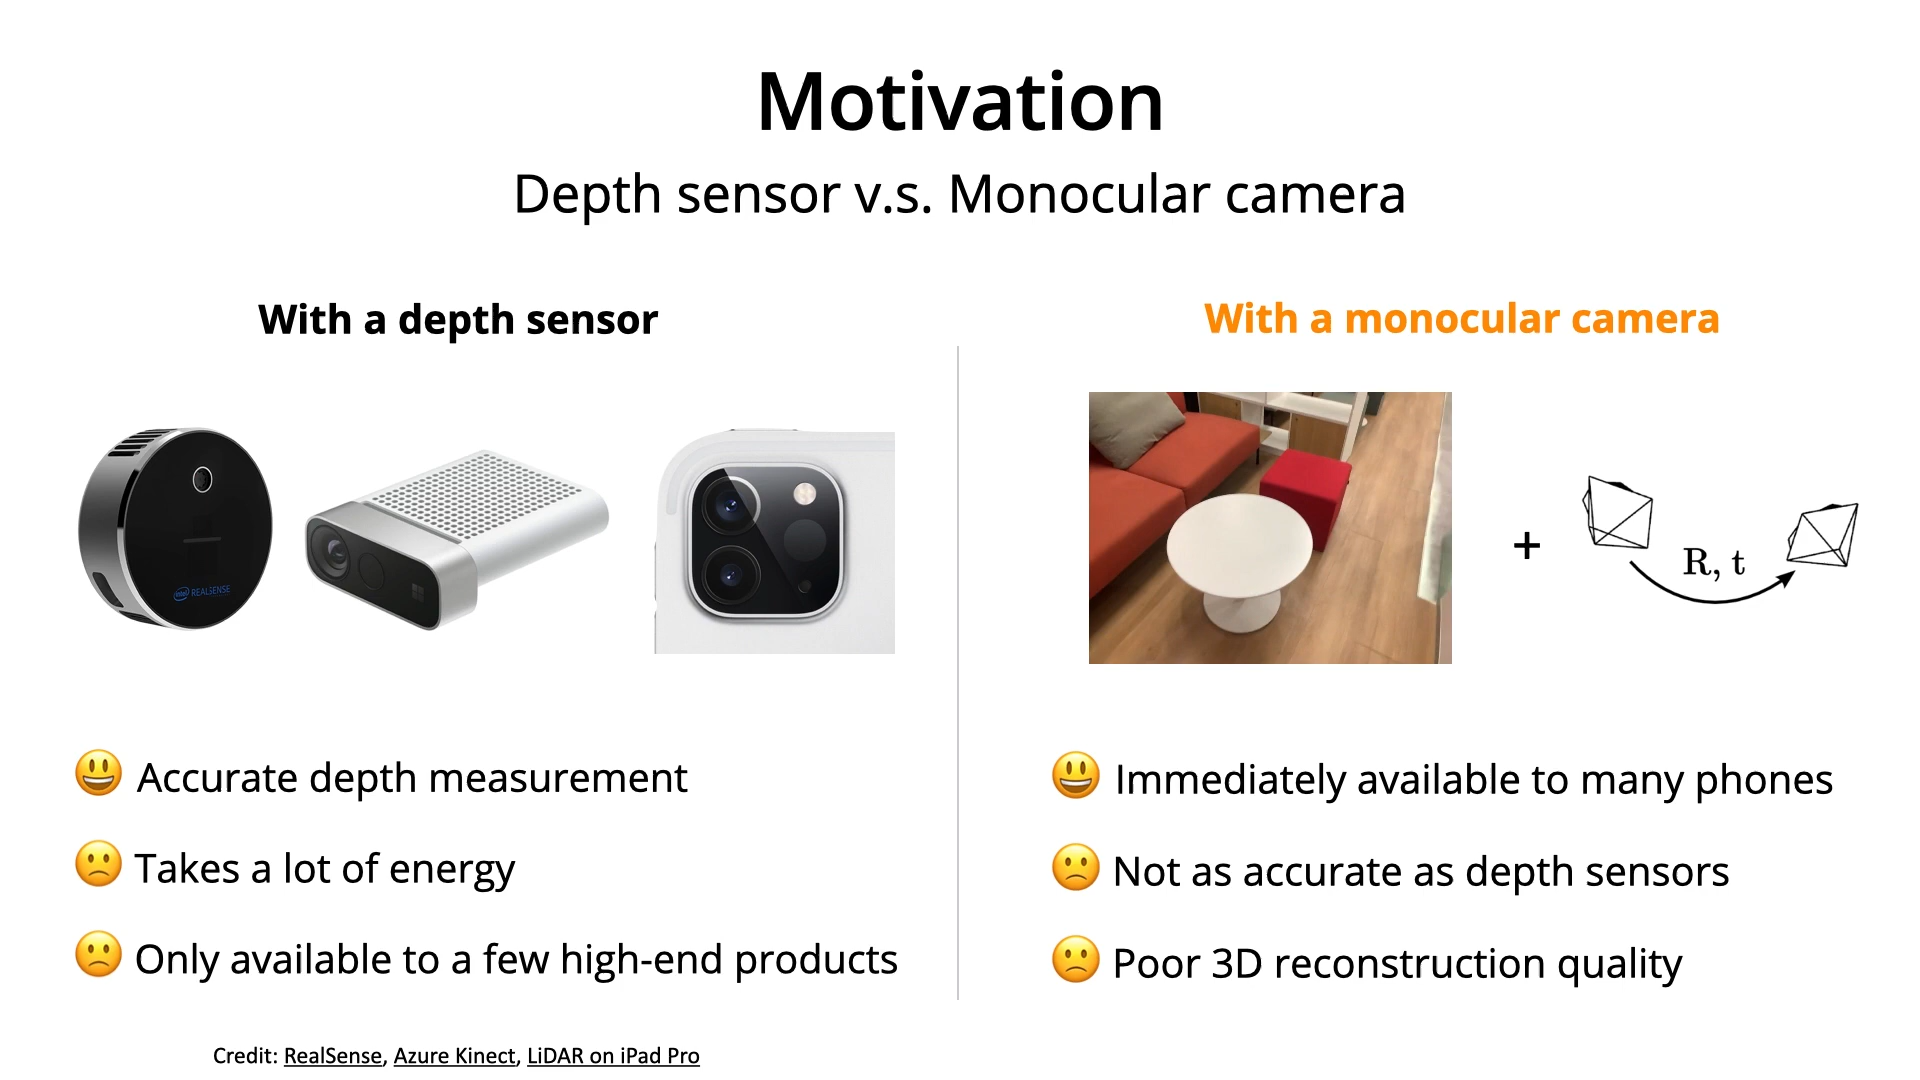 Motivation
Depth sensor v.s. Monocular camera
With a depth sensor
intel REALSENSE
Accurate depth measurement
Takes a lot of energy
Only available to a few high-end products
Credit: RealSense, Azure Kinect, LiDAR on iPad Pro
With a monocular camera
+
R, t
Immediately available to many phones
Not as accurate as depth sensors
Poor 3D reconstruction quality